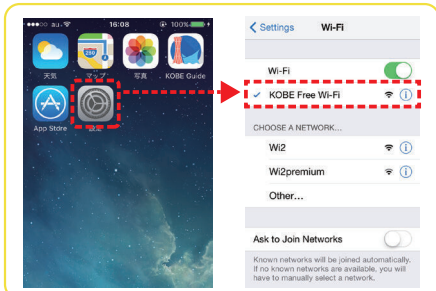 au 16:08 100%
天気 マップ 写真 KOBE Guide
App Store 設定
Settings Wi-Fi
Wi-Fi
KOBE Free Wi-Fi
CHOOSE A NETWORK...
Wi2
Wi2premium
Other...
Ask to Join Networks
Known networks will be joined automatically.
If no known networks are available, you will
have to manually select a network.